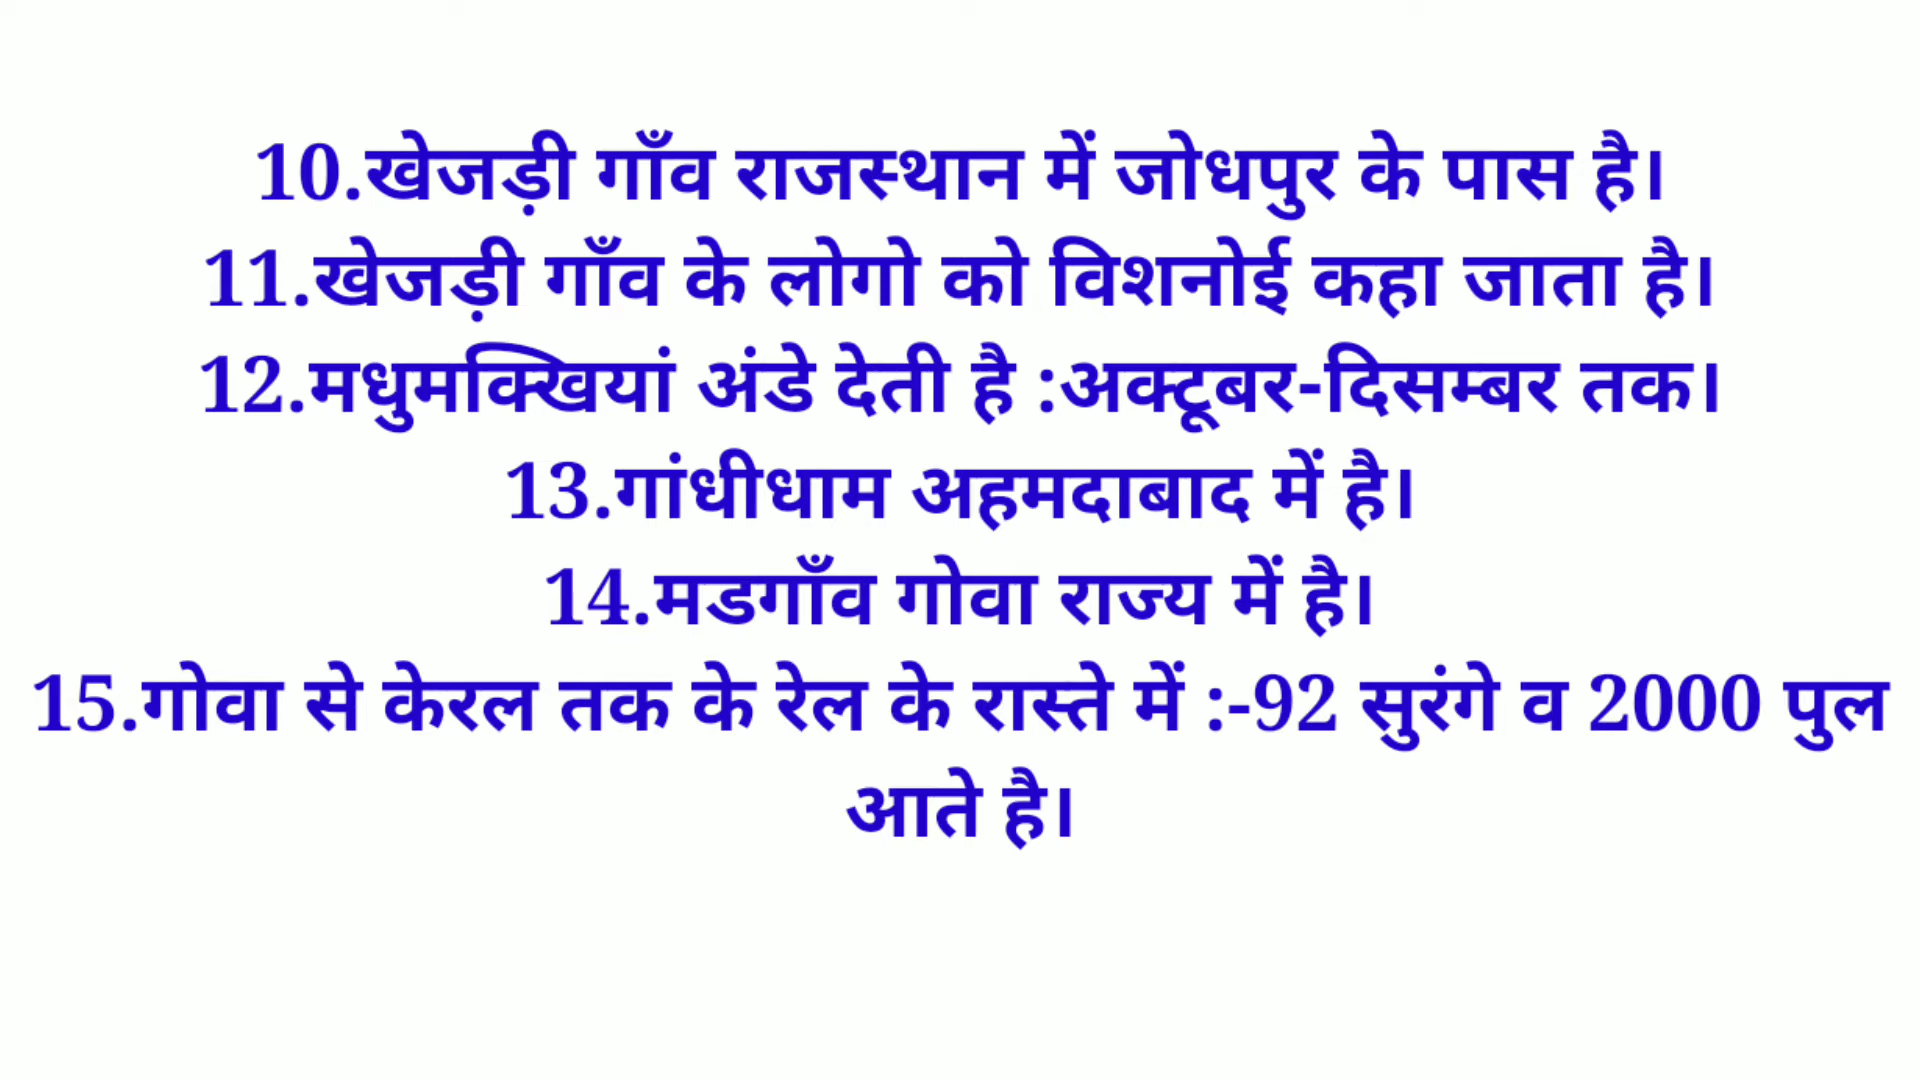 10.खेजड़ी गाँव राजस्थान में जोधपुर के पास है।
11.खेजड़ी गाँव के लोगो को विशनोई कहा जाता है।
12.मधुमक्खियां अंडे देती है :अक्टूबर-दिसम्बर तक।
13.गांधीधाम अहमदाबाद में है।
14.मडगाँव गोवा राज्य में है।
15.गोवा से केरल तक के रेल के रास्ते में :-92 सुरंगे व 2000 पुल
आते है।